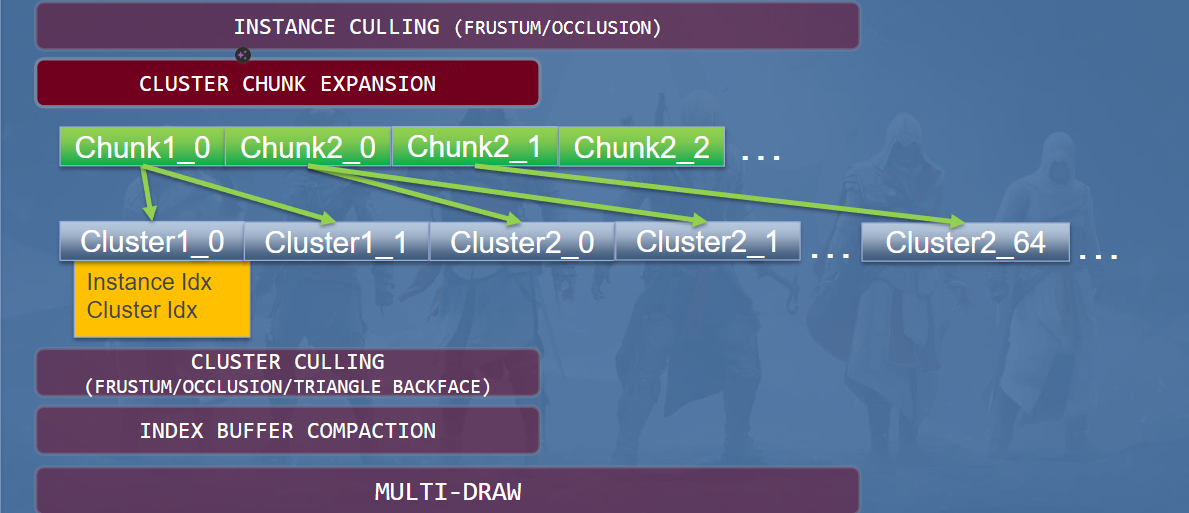 INSTANCE CULLING (FRUSTUM/OCCLUSION)
CLUSTER CHUNK EXPANSION
Chunk1_0 Chunk2_0 Chunk2_1 Chunk2_2 ...
Cluster1_0 Cluster1_1 Cluster2_0 Cluster2_1 ... Cluster2_64 ...
Instance Idx
Cluster Idx
CLUSTER CULLING
(FRUSTUM/OCCLUSION/TRIANGLE BACKFACE)
INDEX BUFFER COMPACTION
MULTI-DRAW